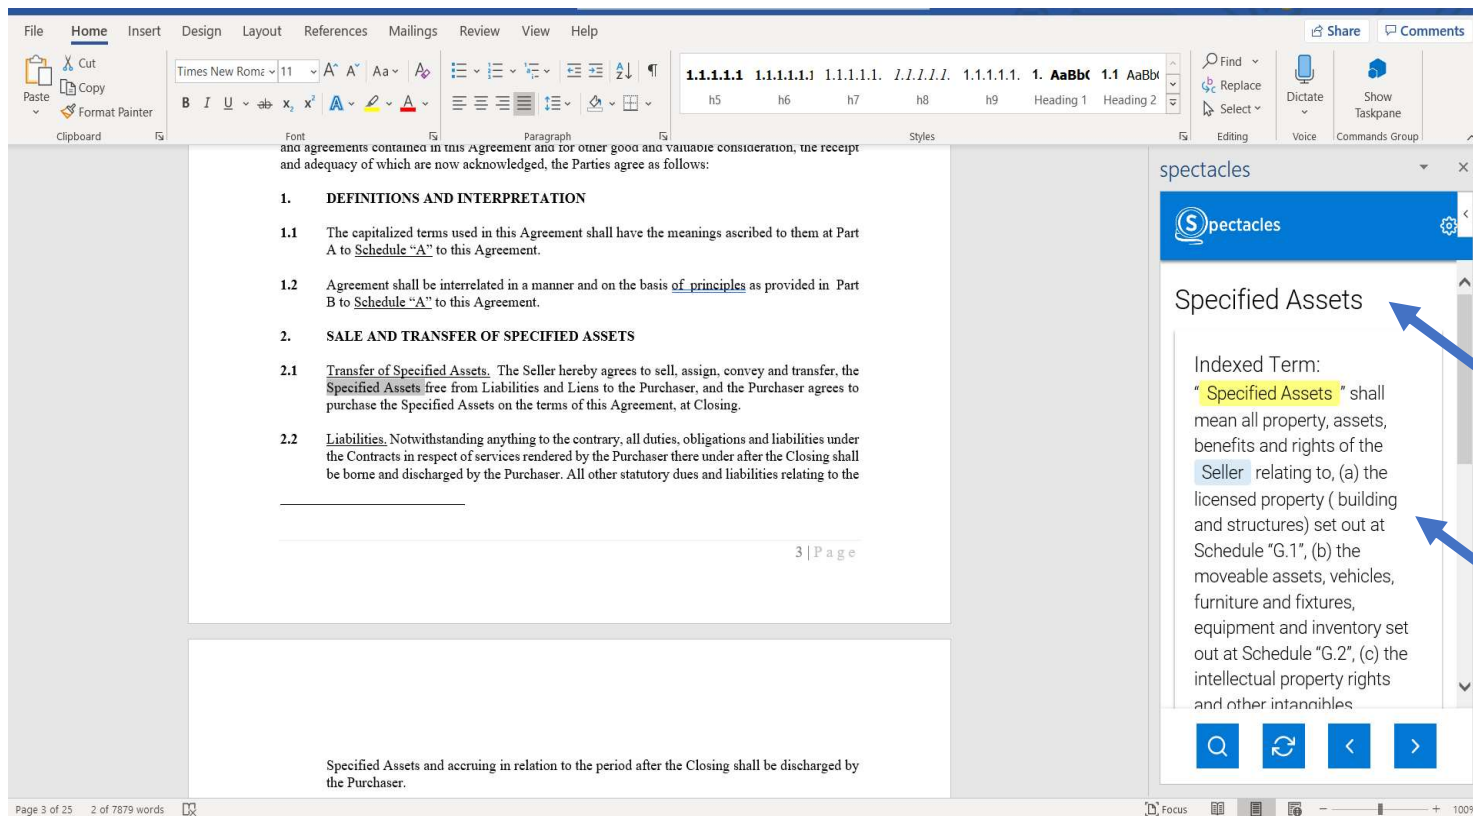 File Home Insert Design Layout References Mailings Review View Help Share Comments
Cut
Copy
Format Painter
Paste
Clipboard
Times New Roma 11 A^ Aˇ Aa A
B I U ab x₂ x² A A
Font
Paragraph
1.1.1.1.1 1.1.1.1.1.1 1.1.1.1.1. 1.1.1.1.1. 1.1.1.1.1. 1. AaBb( 1.1 AaBb(
h5 h6 h7 h8 h9 Heading 1 Heading 2
Styles
Find
Replace
Select
Editing
Dictate
Voice
Show
Taskpane
Commands Group
and agreements contained in this Agreement and for other good and valuable consideration, the receipt
and adequacy of which are now acknowledged, the Parties agree as follows:
1. DEFINITIONS AND INTERPRETATION
1.1 The capitalized terms used in this Agreement shall have the meanings ascribed to them at Part
A to Schedule “A” to this Agreement.
1.2 Agreement shall be interrelated in a manner and on the basis of principles as provided in Part
B to Schedule “A” to this Agreement.
2. SALE AND TRANSFER OF SPECIFIED ASSETS
2.1 Transfer of Specified Assets. The Seller hereby agrees to sell, assign, convey and transfer, the
Specified Assets free from Liabilities and Liens to the Purchaser, and the Purchaser agrees to
purchase the Specified Assets on the terms of this Agreement, at Closing.
2.2 Liabilities. Notwithstanding anything to the contrary, all duties, obligations and liabilities under
the Contracts in respect of services rendered by the Purchaser there under after the Closing shall
be borne and discharged by the Purchaser. All other statutory dues and liabilities relating to the
3 | P a g e
Specified Assets and accruing in relation to the period after the Closing shall be discharged by
the Purchaser.
spectacles
Spectacles
Specified Assets
Indexed Term:
“ Specified Assets ” shall
mean all property, assets,
benefits and rights of the
Seller relating to, (a) the
licensed property ( building
and structures) set out at
Schedule “G.1”, (b) the
moveable assets, vehicles,
furniture and fixtures,
equipment and inventory set
out at Schedule “G.2”, (c) the
intellectual property rights
and other intangibles
Page 3 of 25 2 of 7879 words Focus 100%